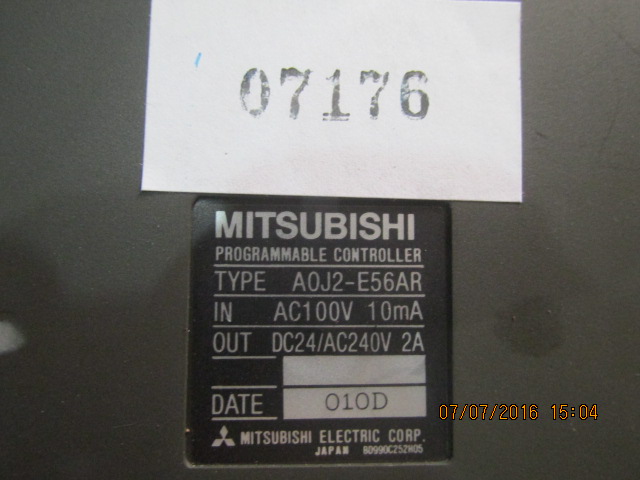 07176
MITSUBISHI
PROGRAMMABLE CONTROLLER
TYPE A0J2-E56AR
IN AC100V 10mA
OUT DC24/AC240V 2A
DATE 010D
MITSUBISHI ELECTRIC CORP.
JAPAN BD990C252H05
07/07/2016 15:04